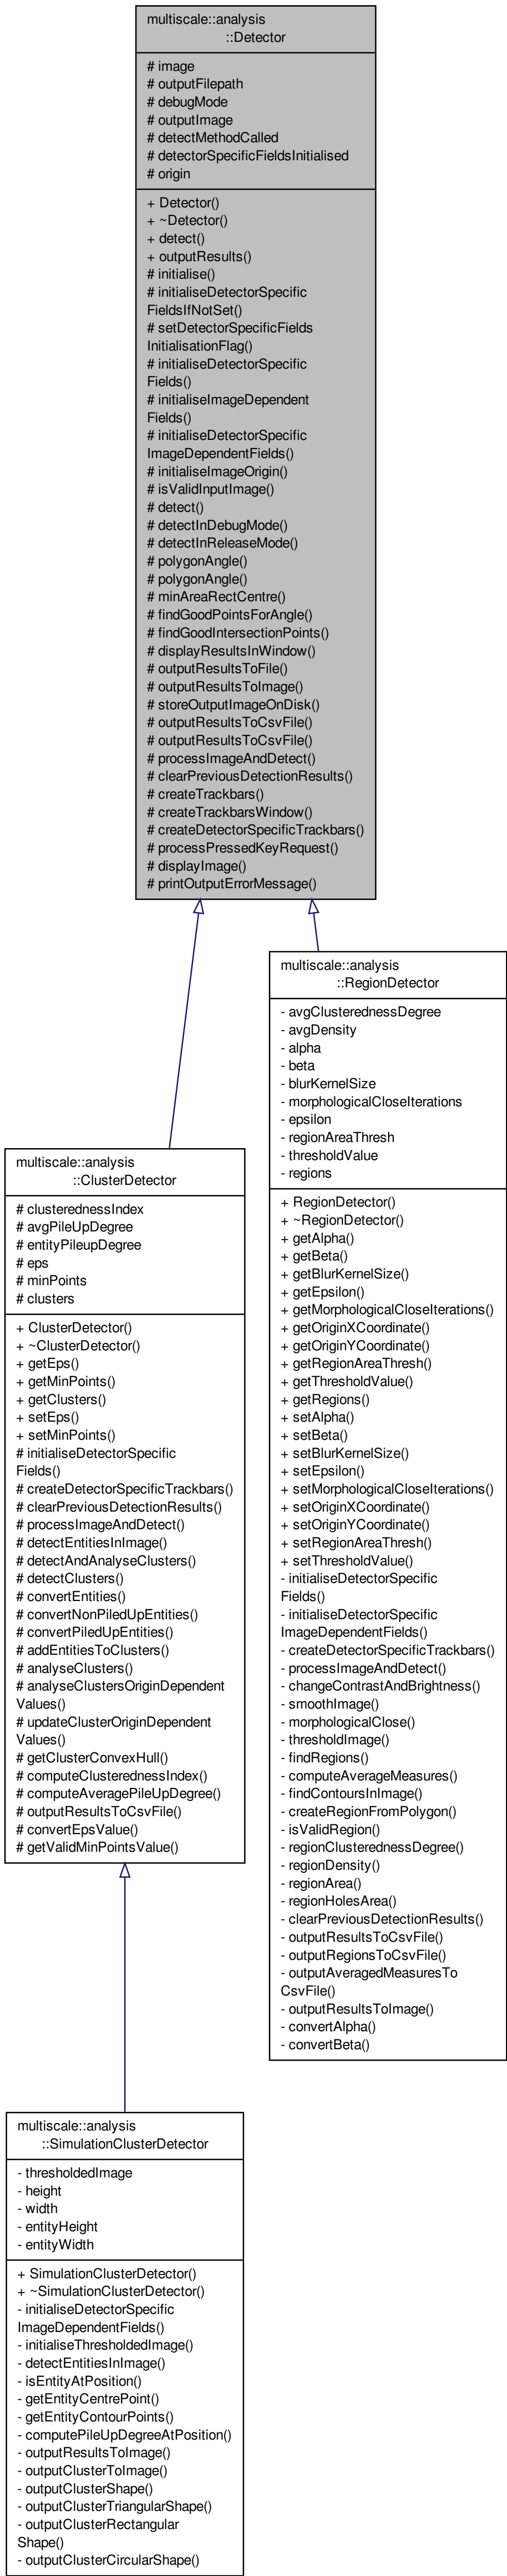 multiscale::analysis
::Detector
# image
# outputFilepath
# debugMode
# outputImage
# detectMethodCalled
# detectorSpecificFieldsInitialised
# origin
+ Detector()
+ ~Detector()
+ detect()
+ outputResults()
# initialise()
# initialiseDetectorSpecific
FieldsIfNotSet()
# setDetectorSpecificFields
InitialisationFlag()
# initialiseDetectorSpecific
Fields()
# initialiseImageDependent
Fields()
# initialiseDetectorSpecific
ImageDependentFields()
# initialiseImageOrigin()
# isValidInputImage()
# detect()
# detectInDebugMode()
# detectInReleaseMode()
# polygonAngle()
# polygonAngle()
# minAreaRectCentre()
# findGoodPointsForAngle()
# findGoodIntersectionPoints()
# displayResultsInWindow()
# outputResultsToFile()
# outputResultsToImage()
# storeOutputImageOnDisk()
# outputResultsToCsvFile()
# outputResultsToCsvFile()
# processImageAndDetect()
# clearPreviousDetectionResults()
# createTrackbars()
# createTrackbarsWindow()
# createDetectorSpecificTrackbars()
# processPressedKeyRequest()
# displayImage()
# printOutputErrorMessage()
multiscale::analysis
::RegionDetector
- avgClusterednessDegree
- avgDensity
- alpha
- beta
- blurKernelSize
- morphologicalCloseIterations
- epsilon
- regionAreaThresh
- thresholdValue
- regions
+ RegionDetector()
+ ~RegionDetector()
+ getAlpha()
+ getBeta()
+ getBlurKernelSize()
+ getEpsilon()
+ getMorphologicalCloseIterations()
+ getOriginXCoordinate()
+ getOriginYCoordinate()
+ getRegionAreaThresh()
+ getThresholdValue()
+ getRegions()
+ setAlpha()
+ setBeta()
+ setBlurKernelSize()
+ setEpsilon()
+ setMorphologicalCloseIterations()
+ setOriginXCoordinate()
+ setOriginYCoordinate()
+ setRegionAreaThresh()
+ setThresholdValue()
- initialiseDetectorSpecific
Fields()
- initialiseDetectorSpecific
ImageDependentFields()
- createDetectorSpecificTrackbars()
- processImageAndDetect()
- changeContrastAndBrightness()
- smoothImage()
- morphologicalClose()
- thresholdImage()
- findRegions()
- computeAverageMeasures()
- findContoursInImage()
- createRegionFromPolygon()
- isValidRegion()
- regionClusterednessDegree()
- regionDensity()
- regionArea()
- regionHolesArea()
- clearPreviousDetectionResults()
- outputResultsToCsvFile()
- outputRegionsToCsvFile()
- outputAveragedMeasuresTo
CsvFile()
- outputResultsToImage()
- convertAlpha()
- convertBeta()
multiscale::analysis
::ClusterDetector
# clusterednessIndex
# avgPileUpDegree
# entityPileupDegree
# eps
# minPoints
# clusters
+ ClusterDetector()
+ ~ClusterDetector()
+ getEps()
+ getMinPoints()
+ getClusters()
+ setEps()
+ setMinPoints()
# initialiseDetectorSpecific
Fields()
# createDetectorSpecificTrackbars()
# clearPreviousDetectionResults()
# processImageAndDetect()
# detectEntitiesInImage()
# detectAndAnalyseClusters()
# detectClusters()
# convertEntities()
# convertNonPiledUpEntities()
# convertPiledUpEntities()
# addEntitiesToClusters()
# analyseClusters()
# analyseClustersOriginDependent
Values()
# updateClusterOriginDependent
Values()
# getClusterConvexHull()
# computeClusterednessIndex()
# computeAveragePileUpDegree()
# outputResultsToCsvFile()
# convertEpsValue()
# getValidMinPointsValue()
multiscale::analysis
::SimulationClusterDetector
- thresholdedImage
- height
- width
- entityHeight
- entityWidth
+ SimulationClusterDetector()
+ ~SimulationClusterDetector()
- initialiseDetectorSpecific
ImageDependentFields()
- initialiseThresholdedImage()
- detectEntitiesInImage()
- isEntityAtPosition()
- getEntityCentrePoint()
- getEntityContourPoints()
- computePileUpDegreeAtPosition()
- outputResultsToImage()
- outputClusterToImage()
- outputClusterShape()
- outputClusterTriangularShape()
- outputClusterRectangular
Shape()
- outputClusterCircularShape()